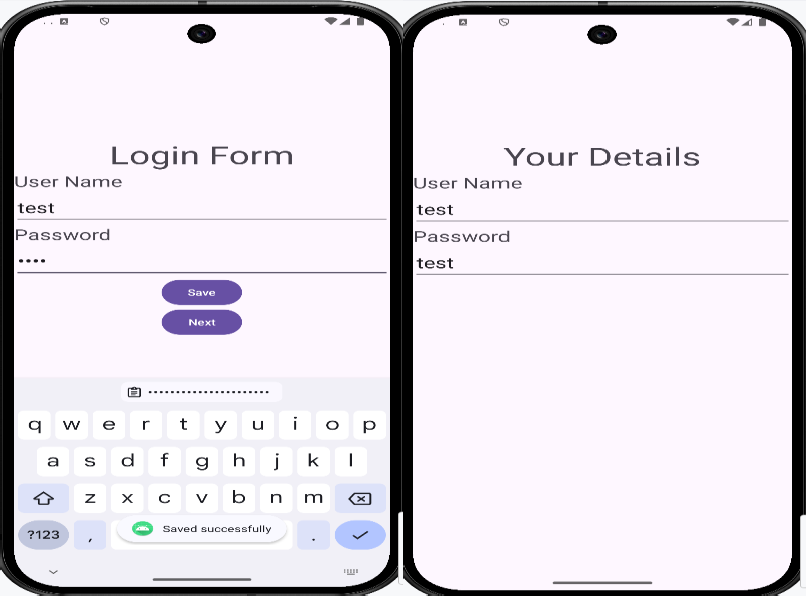 Login Form
User Name
test
Password
••••
Save
Next
•••••••••••••••••••••••
q w e r t y u i o p
a s d f g h j k l
z x c v b n m
?123 , .
Saved successfully
Your Details
User Name
test
Password
test